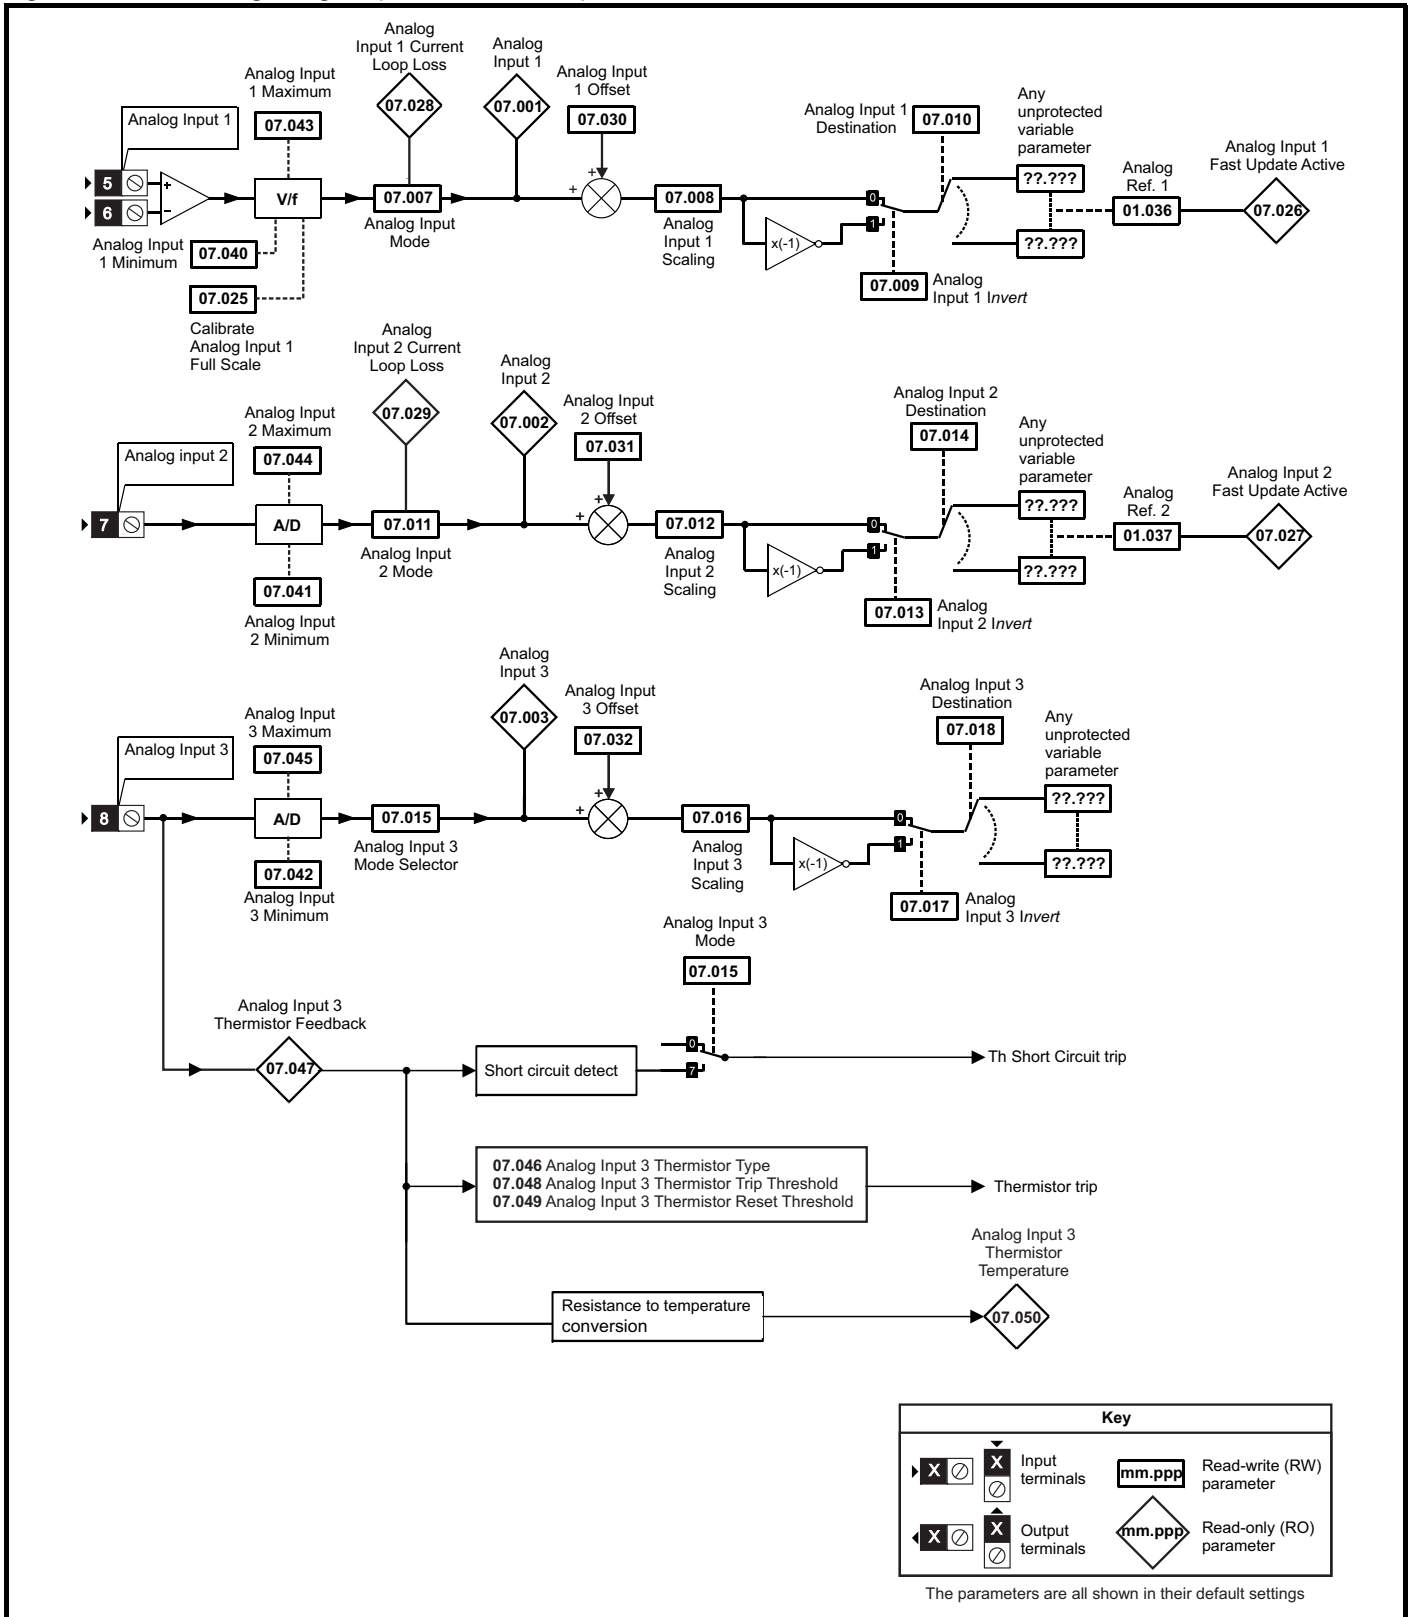 Analog
Input 1 Current
Loop Loss
Analog
Input 1
Analog Input
1 Maximum
Analog Input
1 Offset
Analog Input 1
Destination
Any
unprotected
variable
parameter
Analog Input 1
Fast Update Active
Analog
Ref. 1
Analog Input 1
07.043
07.028
07.001
07.030
07.010
5
6
+
−
V/f
07.007
Analog Input
Mode
+
+
07.008
Analog
Input 1
Scaling
0
1
x(-1)
??.???
??.???
01.036
07.026
Analog Input
1 Minimum
07.040
07.025
Calibrate
Analog Input 1
Full Scale
07.009
Analog
Input 1 Invert
Analog
Input 2 Current
Loop Loss
Analog
Input 2
Analog Input
2 Maximum
Analog Input
2 Offset
Analog Input 2
Destination
Any
unprotected
variable
parameter
Analog Input 2
Fast Update Active
Analog
Ref. 2
Analog input 2
07.044
07.029
07.002
07.031
07.014
7
A/D
07.011
Analog Input
2 Mode
+
+
07.012
Analog
Input 2
Scaling
0
1
x(-1)
??.???
??.???
01.037
07.027
07.041
Analog Input
2 Minimum
07.013
Analog
Input 2 Invert
Analog
Input 3
Analog Input
3 Maximum
Analog Input
3 Offset
Analog Input 3
Destination
Any
unprotected
variable
parameter
Analog Input 3
07.045
07.003
07.032
07.018
8
A/D
07.015
Analog Input 3
Mode Selector
+
+
07.016
Analog
Input 3
Scaling
0
1
x(-1)
??.???
??.???
07.042
Analog Input
3 Minimum
07.017
Analog
Input 3 Invert
Analog Input 3
Mode
07.015
Analog Input 3
Thermistor Feedback
07.047
Short circuit detect
0
7
Th Short Circuit trip
07.046 Analog Input 3 Thermistor Type
07.048 Analog Input 3 Thermistor Trip Threshold
07.049 Analog Input 3 Thermistor Reset Threshold
Thermistor trip
Analog Input 3
Thermistor
Temperature
Resistance to temperature
conversion
07.050
Key
X
X
Input
terminals
mm.ppp
Read-write (RW)
parameter
X
X
Output
terminals
mm.ppp
Read-only (RO)
parameter
The parameters are all shown in their default settings